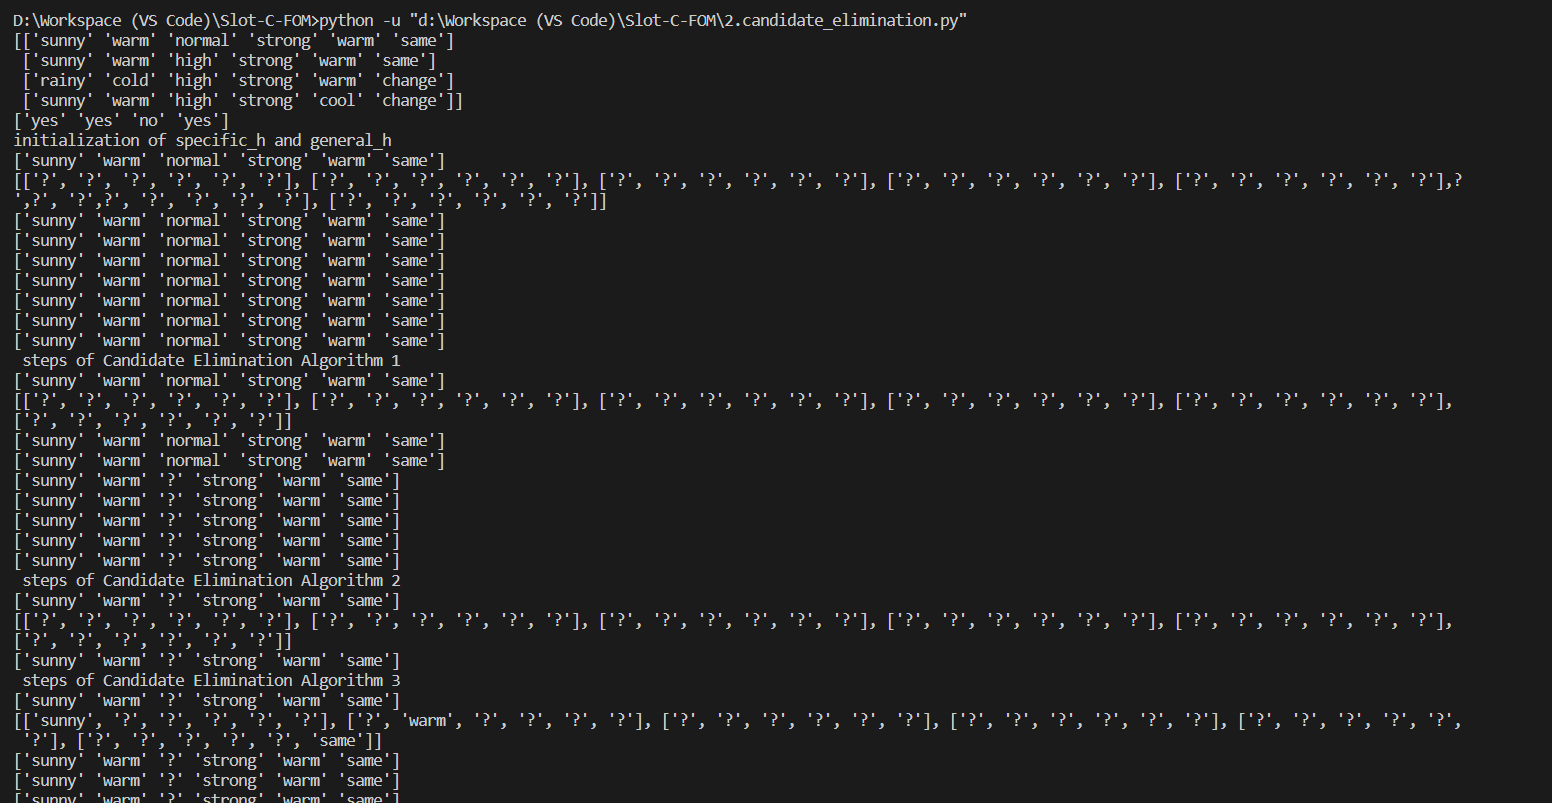 D:\Workspace (VS Code)\Slot-C-FOM>python -u "d:\Workspace (VS Code)\Slot-C-FOM\2.candidate_elimination.py"
[['sunny' 'warm' 'normal' 'strong' 'warm' 'same']
 ['sunny' 'warm' 'high' 'strong' 'warm' 'same']
 ['rainy' 'cold' 'high' 'strong' 'warm' 'change']
 ['sunny' 'warm' 'high' 'strong' 'cool' 'change']]
['yes' 'yes' 'no' 'yes']
initialization of specific_h and general_h
['sunny' 'warm' 'normal' 'strong' 'warm' 'same']
[['?', '?', '?', '?', '?', '?'], ['?', '?', '?', '?', '?', '?'], ['?', '?', '?', '?', '?', '?'], ['?', '?', '?', '?', '?', '?'], ['?', '?', '?', '?', '?', '?'],?
',?', '?',?', '?', '?', '?', '?'], ['?', '?', '?', '?', '?', '?']]
['sunny' 'warm' 'normal' 'strong' 'warm' 'same']
['sunny' 'warm' 'normal' 'strong' 'warm' 'same']
['sunny' 'warm' 'normal' 'strong' 'warm' 'same']
['sunny' 'warm' 'normal' 'strong' 'warm' 'same']
['sunny' 'warm' 'normal' 'strong' 'warm' 'same']
['sunny' 'warm' 'normal' 'strong' 'warm' 'same']
['sunny' 'warm' 'normal' 'strong' 'warm' 'same']
 steps of Candidate Elimination Algorithm 1
['sunny' 'warm' 'normal' 'strong' 'warm' 'same']
[['?', '?', '?', '?', '?', '?'], ['?', '?', '?', '?', '?', '?'], ['?', '?', '?', '?', '?', '?'], ['?', '?', '?', '?', '?', '?'], ['?', '?', '?', '?', '?', '?'],
['?', '?', '?', '?', '?', '?']]
['sunny' 'warm' 'normal' 'strong' 'warm' 'same']
['sunny' 'warm' 'normal' 'strong' 'warm' 'same']
['sunny' 'warm' '?' 'strong' 'warm' 'same']
['sunny' 'warm' '?' 'strong' 'warm' 'same']
['sunny' 'warm' '?' 'strong' 'warm' 'same']
['sunny' 'warm' '?' 'strong' 'warm' 'same']
['sunny' 'warm' '?' 'strong' 'warm' 'same']
 steps of Candidate Elimination Algorithm 2
['sunny' 'warm' '?' 'strong' 'warm' 'same']
[['?', '?', '?', '?', '?', '?'], ['?', '?', '?', '?', '?', '?'], ['?', '?', '?', '?', '?', '?'], ['?', '?', '?', '?', '?', '?'], ['?', '?', '?', '?', '?', '?'],
['?', '?', '?', '?', '?', '?']]
['sunny' 'warm' '?' 'strong' 'warm' 'same']
 steps of Candidate Elimination Algorithm 3
['sunny' 'warm' '?' 'strong' 'warm' 'same']
[['sunny', '?', '?', '?', '?', '?'], ['?', 'warm', '?', '?', '?', '?'], ['?', '?', '?', '?', '?', '?'], ['?', '?', '?', '?', '?', '?'], ['?', '?', '?', '?', '?',
 '?'], ['?', '?', '?', '?', '?', 'same']]
['sunny' 'warm' '?' 'strong' 'warm' 'same']
['sunny' 'warm' '?' 'strong' 'warm' 'same']
['sunny' 'warm' '?' 'strong' 'warm' 'same']